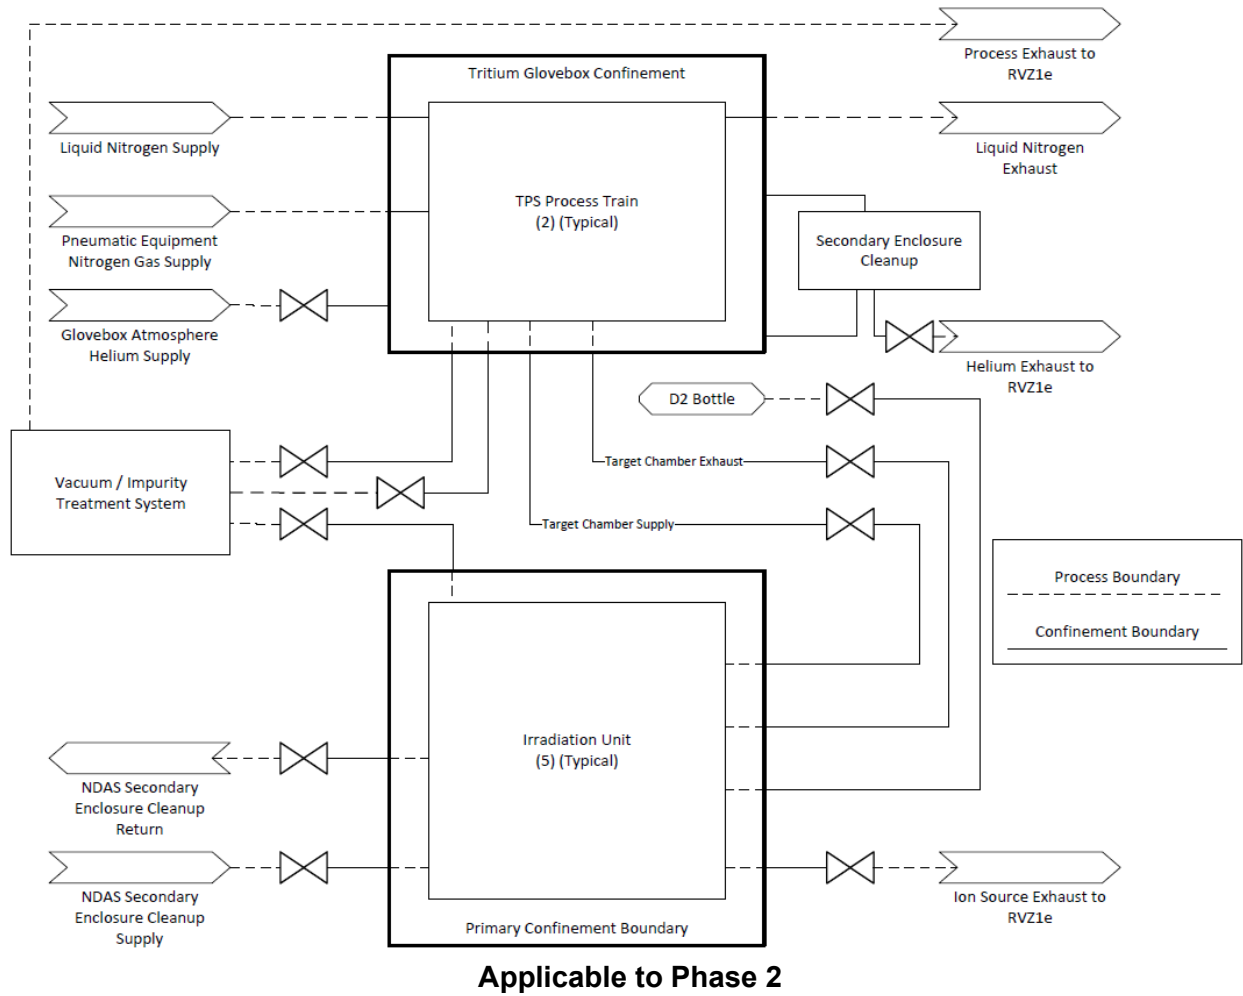 Process Exhaust to
RVZ1e
Tritium Glovebox Confinement
Liquid Nitrogen Supply
Liquid Nitrogen
Exhaust
TPS Process Train
(2) (Typical)
Pneumatic Equipment
Nitrogen Gas Supply
Secondary Enclosure
Cleanup
Glovebox Atmosphere
Helium Supply
Helium Exhaust to
RVZ1e
D2 Bottle
Vacuum / Impurity
Treatment System
Target Chamber Exhaust
Target Chamber Supply
Process Boundary
Confinement Boundary
Irradiation Unit
(5) (Typical)
NDAS Secondary
Enclosure Cleanup
Return
NDAS Secondary
Enclosure Cleanup
Supply
Ion Source Exhaust to
RVZ1e
Primary Confinement Boundary
Applicable to Phase 2